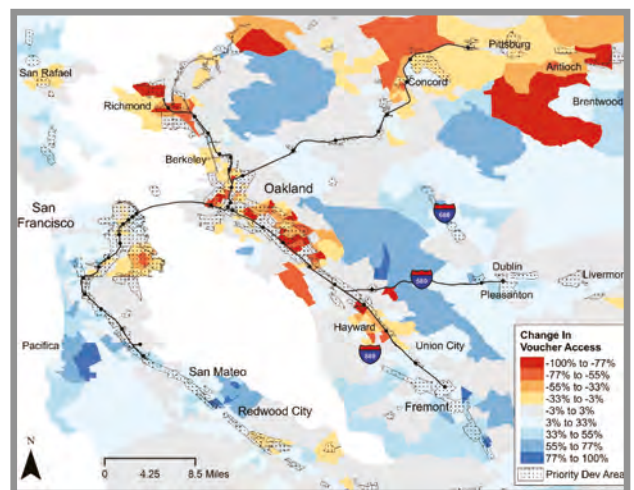 Pittsburg
San Rafael
Antioch
Concord
Brentwood
Richmond
Berkeley
Oakland
San
Francisco
680
Dublin
Livermor
580
Pleasanton
Hayward
Union City
Pacifica
San Mateo
Redwood City
Fremont
Change In
Voucher Access
-100% to -77%
-77% to -55%
-55% to -33%
-33% to -3%
-3% to 3%
3% to 33%
33% to 55%
55% to 77%
77% to 100%
Priority Dev Area
N
0 4.25 8.5 Miles